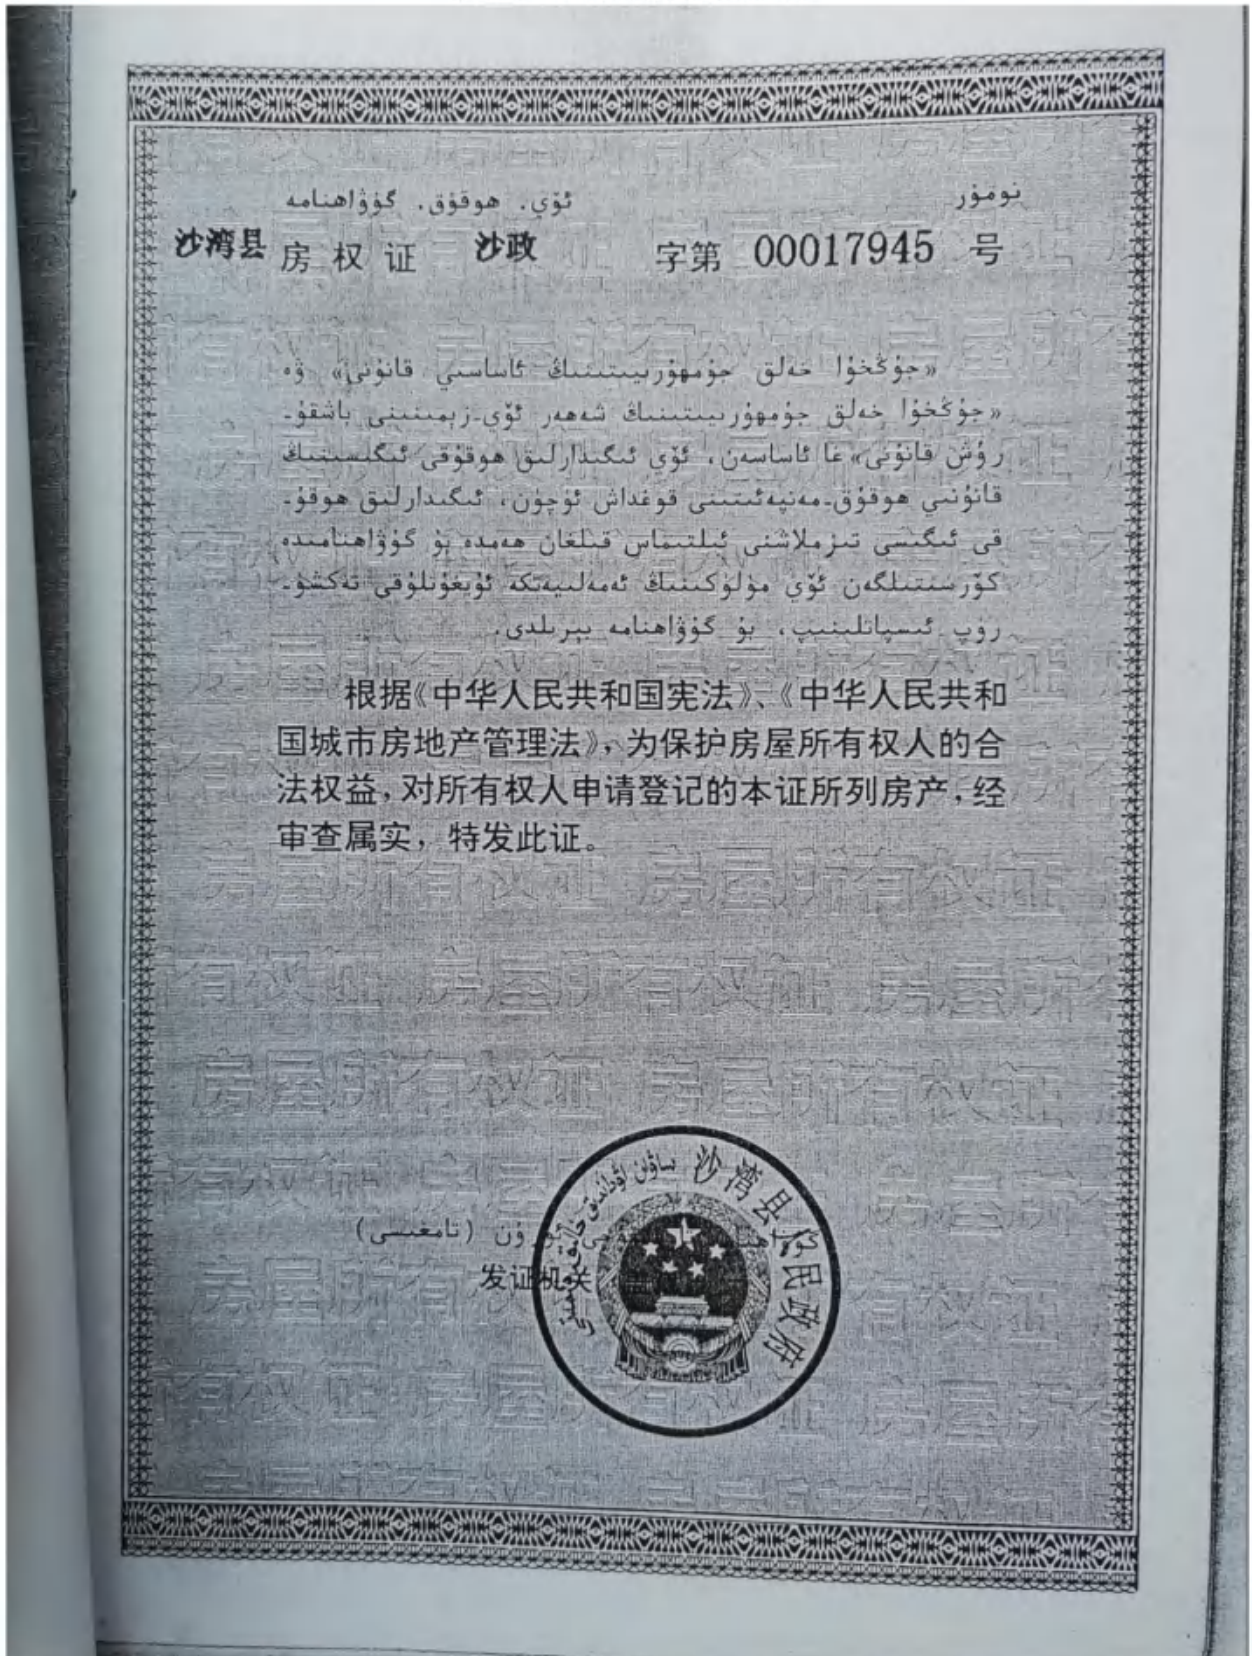 ئۆي. ھوقۇق. گۇۋاھنامە نومۇر
沙湾县 房权证 沙政 字第 00017945 号
«جۇڭخۇا خەلق جۇمھۇرىيىتىنىڭ ئاساسىي قانۇنى» ۋە
«جۇڭخۇا خەلق جۇمھۇرىيىتىنىڭ شەھەر ئۆي-زېمىنىنى باشقۇ-
رۇش قانۇنى» غا ئاساسەن، ئۆي ئىگىدارلىق ھوقۇقى ئىگىسىنىڭ
قانۇنىي ھوقۇق-مەنپەئىتىنى قوغداش ئۈچۈن، ئىگىدارلىق ھوقۇ-
قى ئىگىسى تىزىملاشنى ئىلتىماس قىلغان ھەمدە بۇ گۇۋاھنامىدە
كۆرسىتىلگەن ئۆي مۈلۈكىنىڭ ئەمەلىيەتكە ئۇيغۇنلۇقى تەكشۈ-
رۈپ ئىسپاتلىنىپ، بۇ گۇۋاھنامە بېرىلدى.
根据《中华人民共和国宪法》、《中华人民共和
国城市房地产管理法》，为保护房屋所有权人的合
法权益，对所有权人申请登记的本证所列房产，经
审查属实，特发此证。
沙湾县人民政府
ئورۇن (تامغىسى)
发证机关